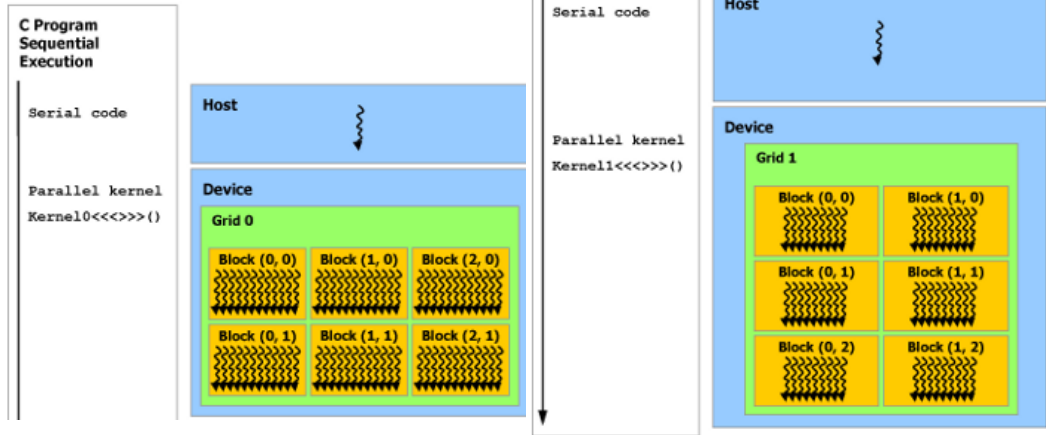 C Program
Sequential
Execution
Serial code
Host
Parallel kernel
Kernel0<<<>>>()
Device
Grid 0
Block (0, 0) Block (1, 0) Block (2, 0)
Block (0, 1) Block (1, 1) Block (2, 1)
Serial code
Host
Parallel kernel
Kernel1<<<>>>()
Device
Grid 1
Block (0, 0) Block (1, 0)
Block (0, 1) Block (1, 1)
Block (0, 2) Block (1, 2)